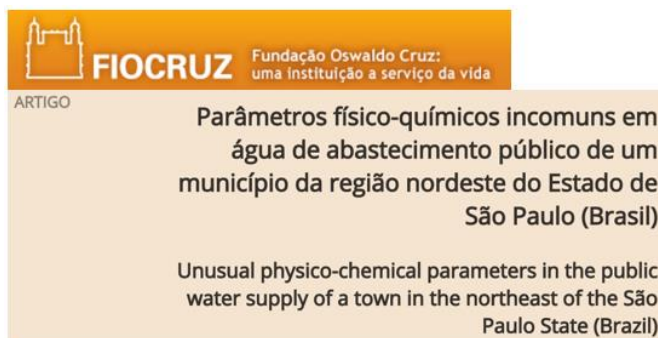 FIOCRUZ
Fundação Oswaldo Cruz:
uma instituição a serviço da vida
ARTIGO
Parâmetros físico-químicos incomuns em
água de abastecimento público de um
município da região nordeste do Estado de
São Paulo (Brasil)
Unusual physico-chemical parameters in the public
water supply of a town in the northeast of the São
Paulo State (Brazil)